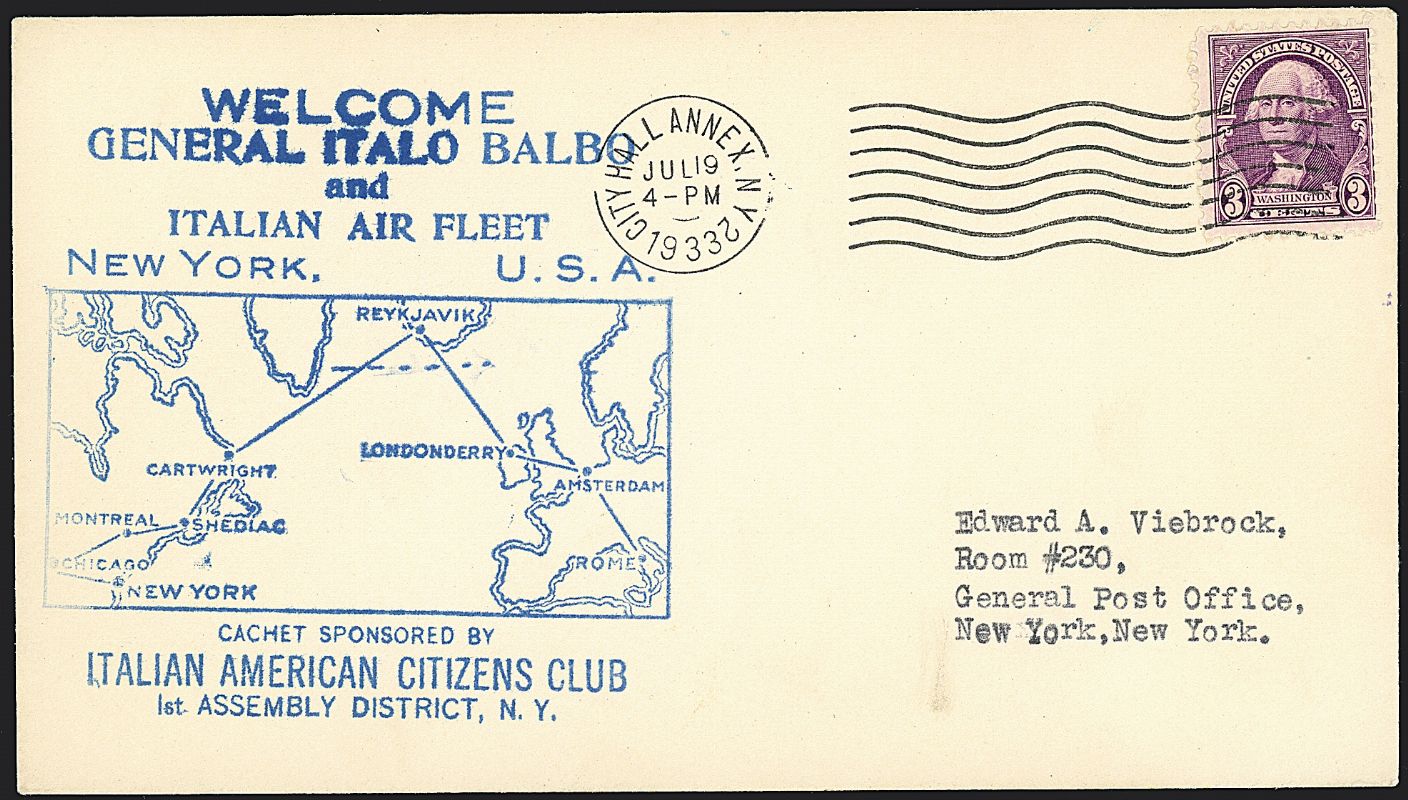 WELCOME
GENERAL ITALO BALBO
and
ITALIAN AIR FLEET
NEW YORK, U.S.A.
REYKJAVIK
LONDONDERRY
CARTWRIGHT
AMSTERDAM
MONTREAL
SHEDIAC
CHICAGO
ROME
NEW YORK
CACHET SPONSORED BY
ITALIAN AMERICAN CITIZENS CLUB
1st. ASSEMBLY DISTRICT, N. Y.
CITY HALL ANNEX, N.Y. 2
JUL 19
4-PM
1933
UNITED STATES POSTAGE
3 WASHINGTON 3
CENTS
Edward A. Viebrock,
Room #230,
General Post Office,
New York,New York.